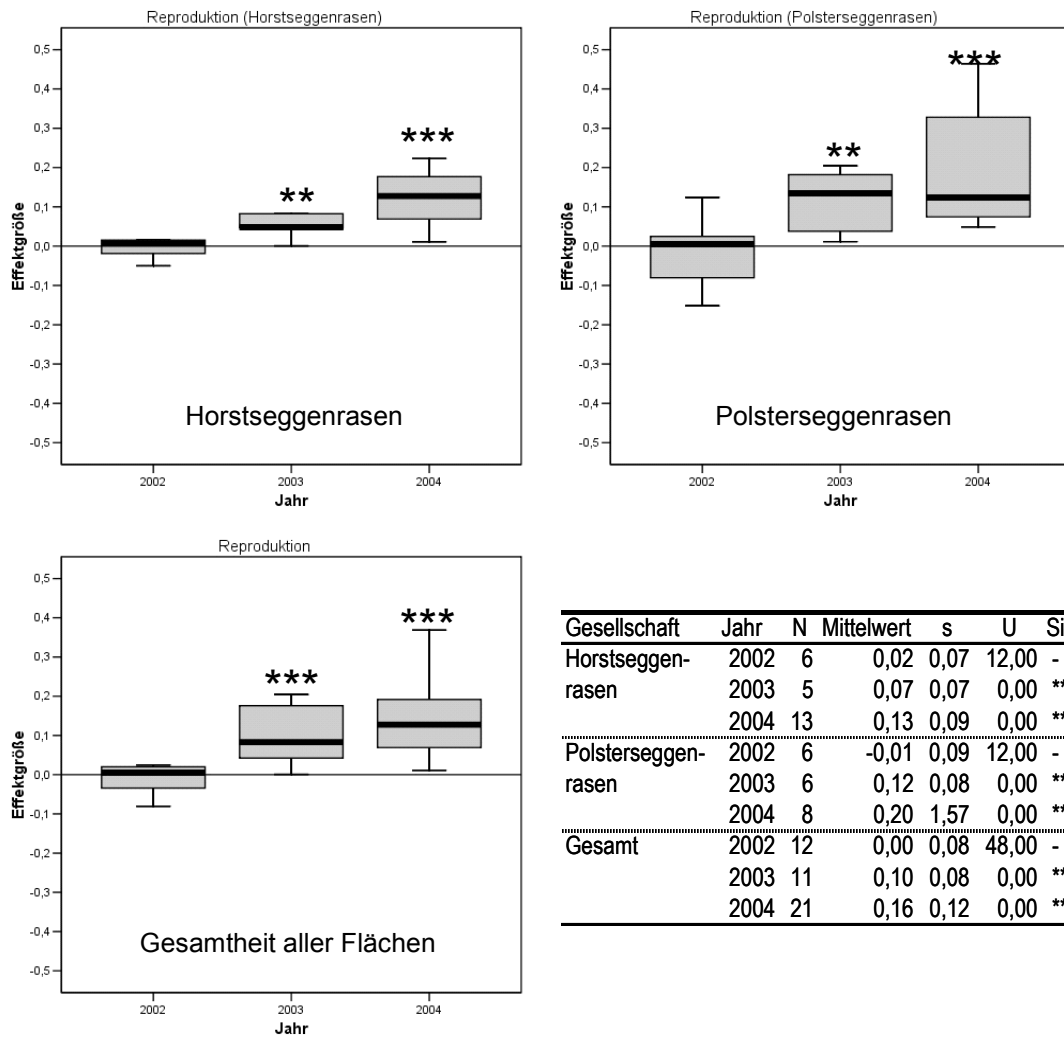 Reproduktion (Horstseggenrasen)
0,5
0,4
0,3
0,2
0,1
0,0
-0,1
-0,2
-0,3
-0,4
-0,5
Effektgröße
**
***
Horstseggenrasen
2002 2003 2004
Jahr
Reproduktion (Polsterseggenrasen)
0,5
0,4
0,3
0,2
0,1
0,0
-0,1
-0,2
-0,3
-0,4
-0,5
Effektgröße
**
***
Polsterseggenrasen
2002 2003 2004
Jahr
Reproduktion
0,5
0,4
0,3
0,2
0,1
0,0
-0,1
-0,2
-0,3
-0,4
-0,5
Effektgröße
***
***
Gesamtheit aller Flächen
2002 2003 2004
Jahr
Gesellschaft Jahr N Mittelwert s U
Horstseggen- 2002 6 0,02 0,07 12,00 -
rasen 2003 5 0,07 0,07 0,00
2004 13 0,13 0,09 0,00
Polsterseggen- 2002 6 -0,01 0,09 12,00 -
rasen 2003 6 0,12 0,08 0,00
2004 8 0,20 1,57 0,00
Gesamt 2002 12 0,00 0,08 48,00 -
2003 11 0,10 0,08 0,00
2004 21 0,16 0,12 0,00